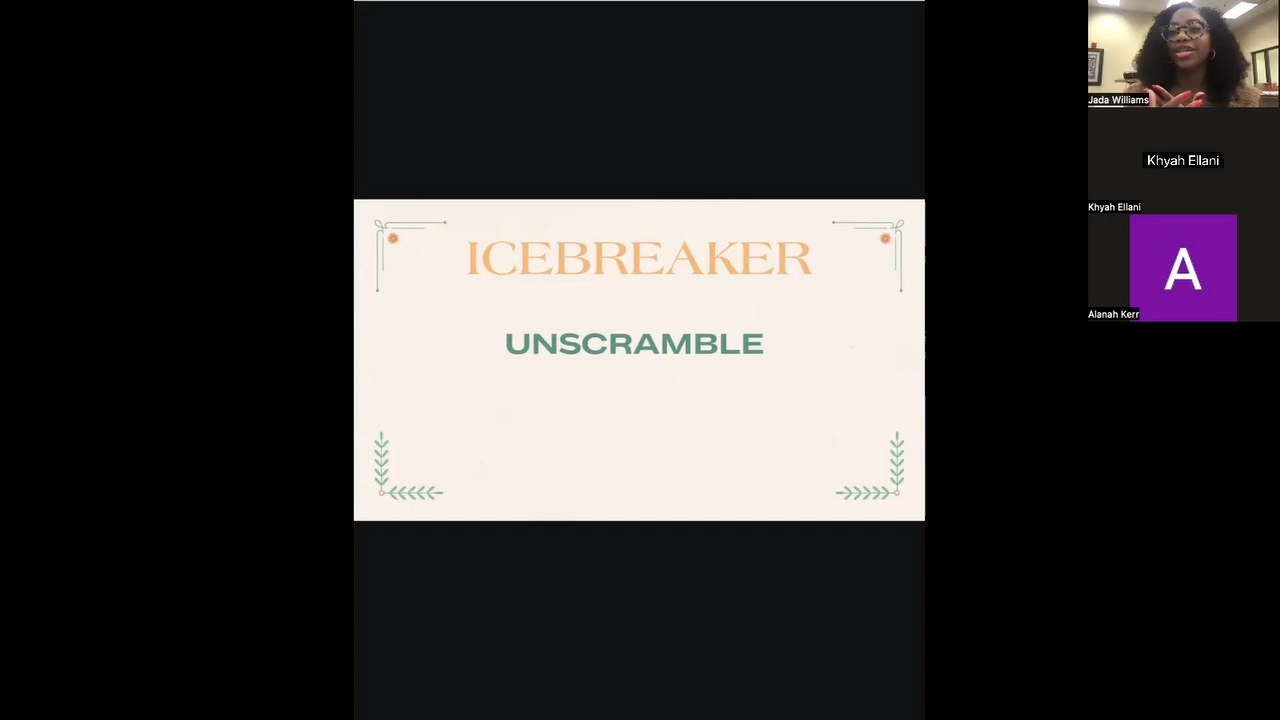 ICEBREAKER
UNSCRAMBLE
Jada Williams
Khyah Ellani
Khyah Ellani
A
Alanah Kerr